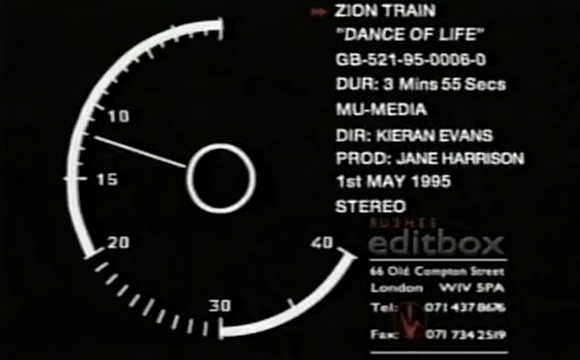 ZION TRAIN
"DANCE OF LIFE"
GB-521-95-0006-0
DUR: 3 Mins 55 Secs
MU-MEDIA
DIR: KIERAN EVANS
PROD: JANE HARRISON
1st MAY 1995
STEREO
RUSHES
editbox
66 Old Compton Street
London W1V 5PA
Tel: 071 437 8676
Fax: 071 734 2519
10
15
20
30
40